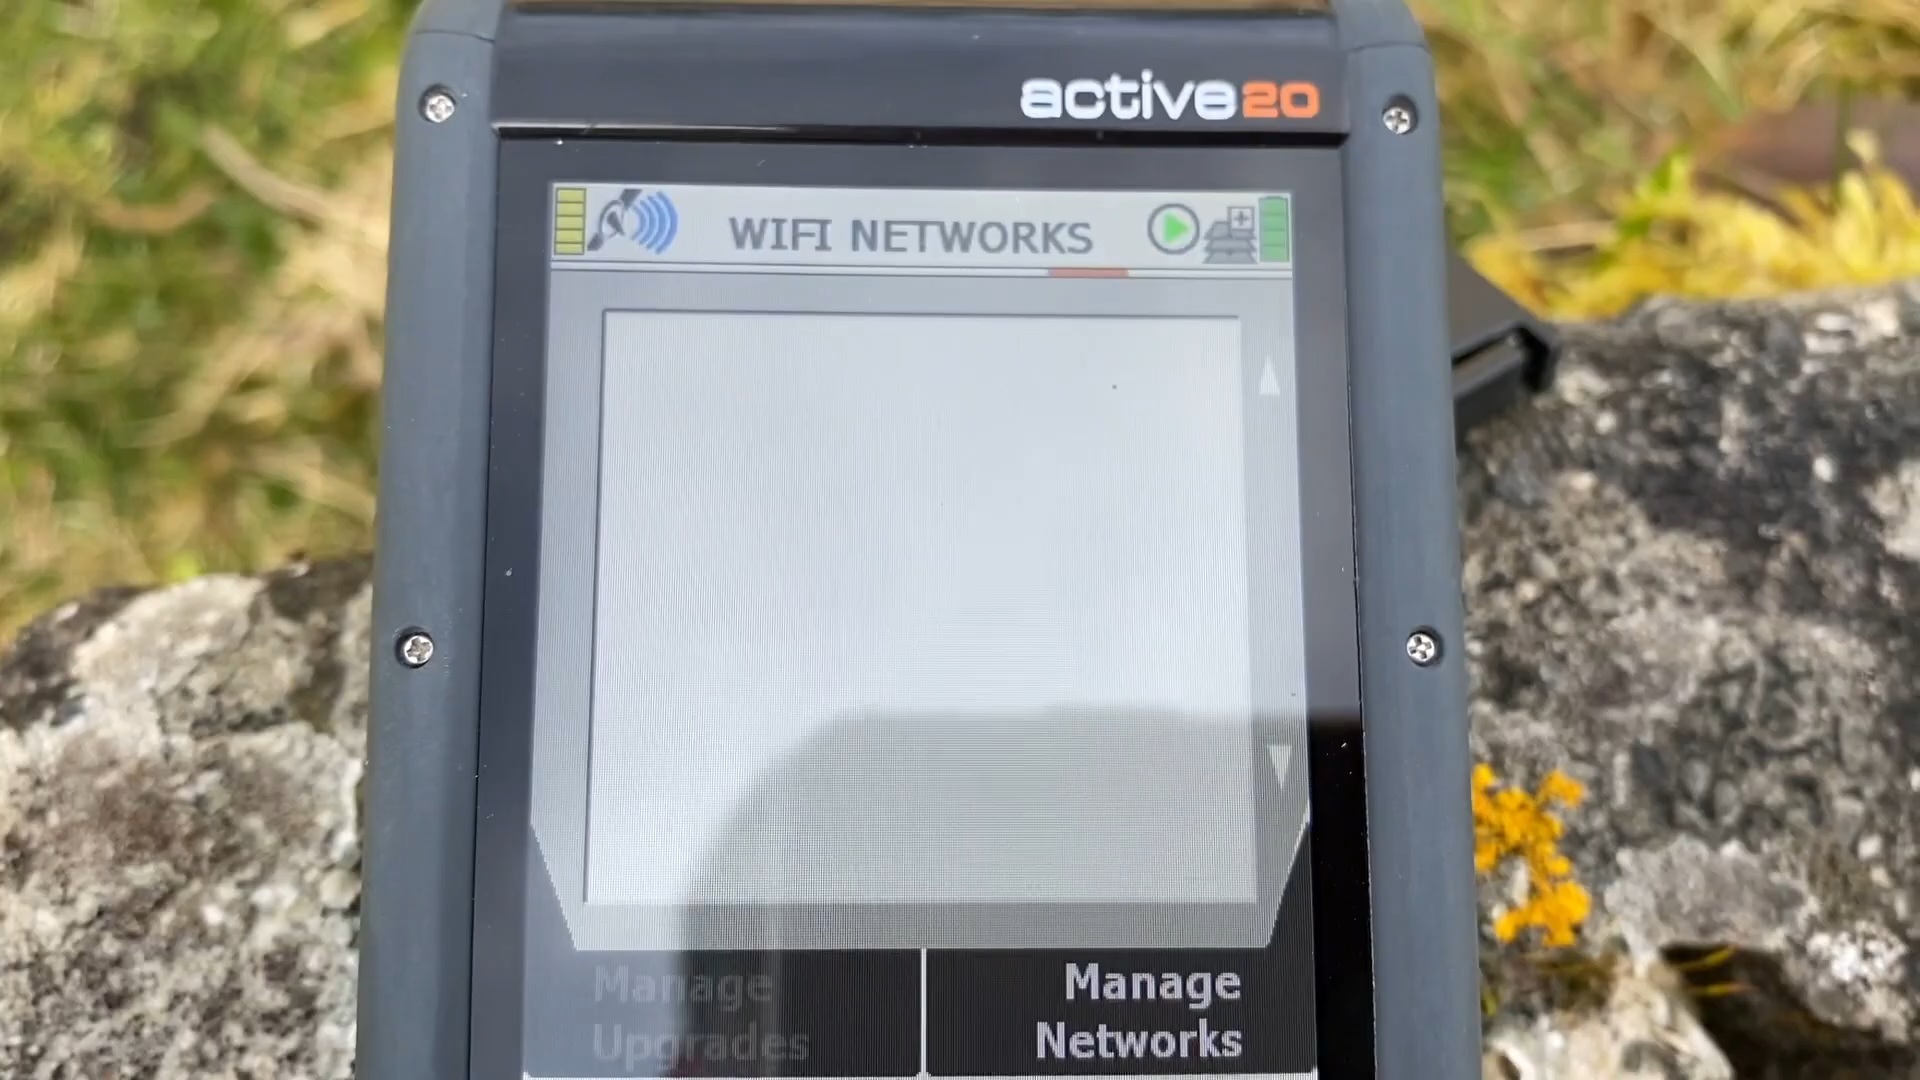 active20
WIFI NETWORKS
Manage
Upgrades
Manage
Networks